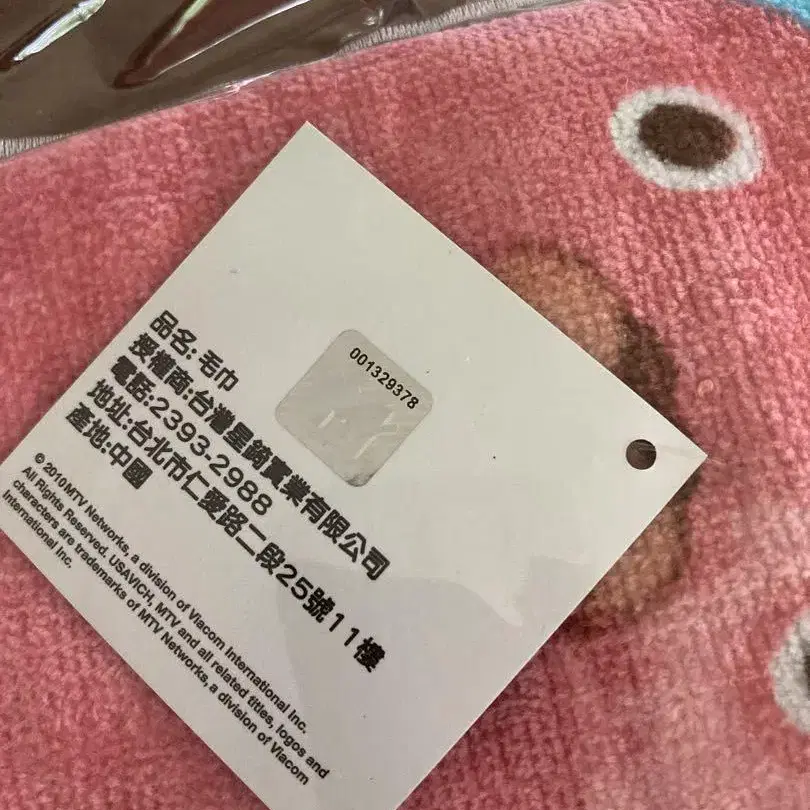 001329378
品名:毛巾
授權商:台灣星錡實業有限公司
電話:2393-2988
地址:台北市仁愛路二段25號11樓
產地:中國
© 2010 MTV Networks, a division of Viacom International Inc.
All Rights Reserved. USAVICH, MTV and all related titles, logos and
characters are trademarks of MTV Networks, a division of Viacom
International Inc.